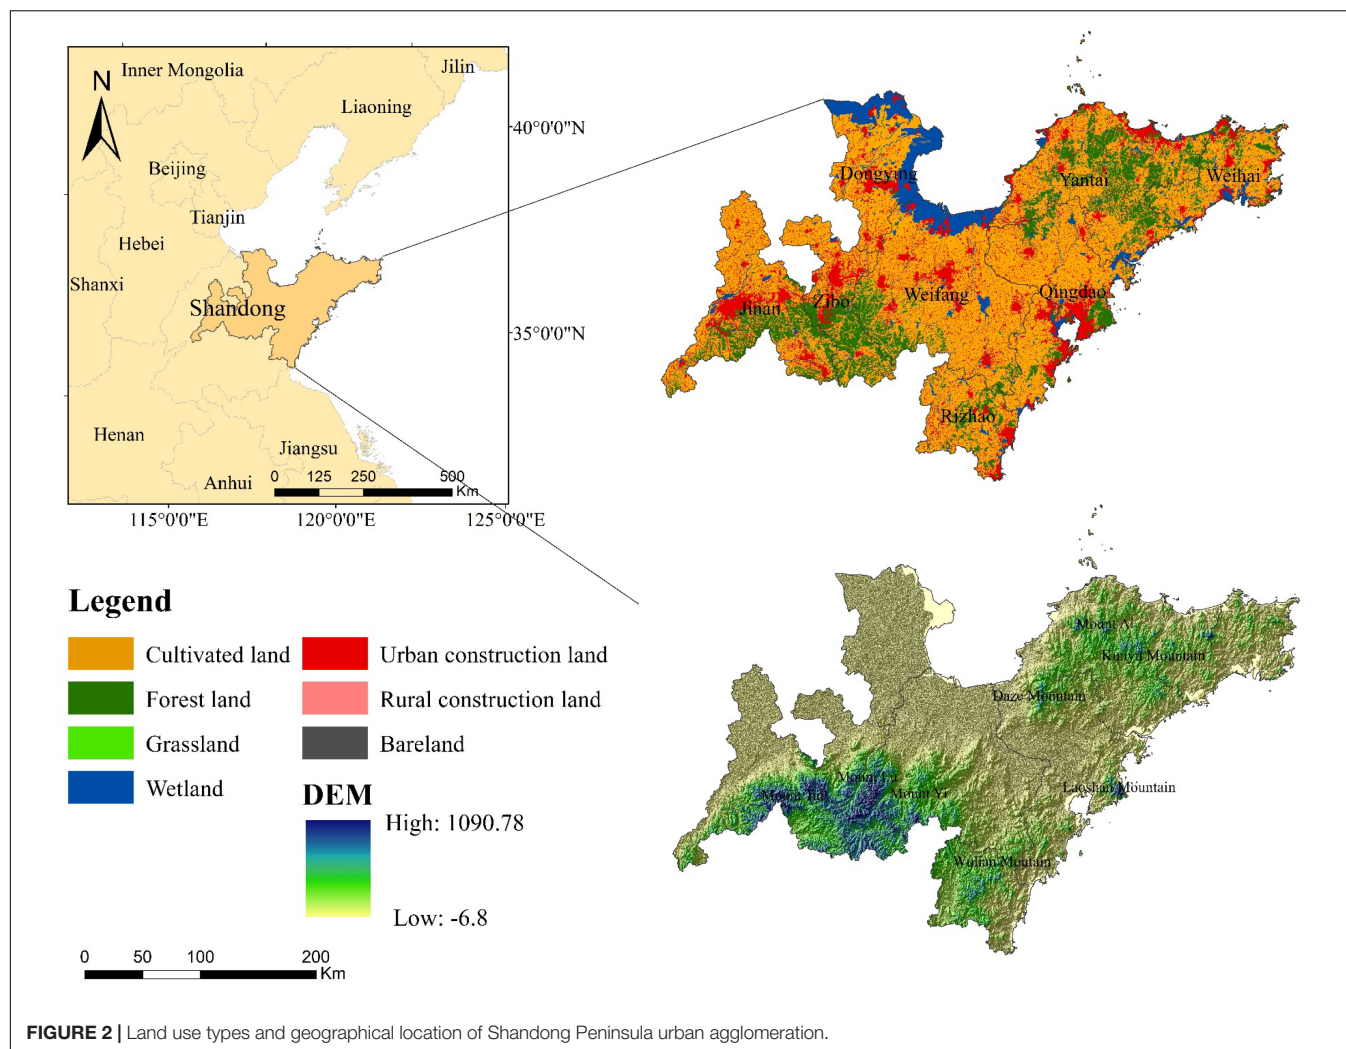 N
Inner Mongolia
Jilin
Liaoning
40°0'0"N
Beijing
Tianjin
Hebei
Shanxi
Shandong
35°0'0"N
Henan
Jiangsu
Anhui
0 125 250 500
Km
115°0'0"E 120°0'0"E 125°0'0"E
Dongying
Yantai
Weihai
Jinan
Zibo
Weifang
Qingdao
Rizhao
Legend
Cultivated land
Urban construction land
Forest land
Rural construction land
Grassland
Bareland
Wetland
DEM
High: 1090.78
Low: -6.8
0 50 100 200
Km
Mountain
Daze Mountain
Mount Lu
Mount Yi
Laoshan Mountain
Wulian Moutain
FIGURE 2 | Land use types and geographical location of Shandong Peninsula urban agglomeration.